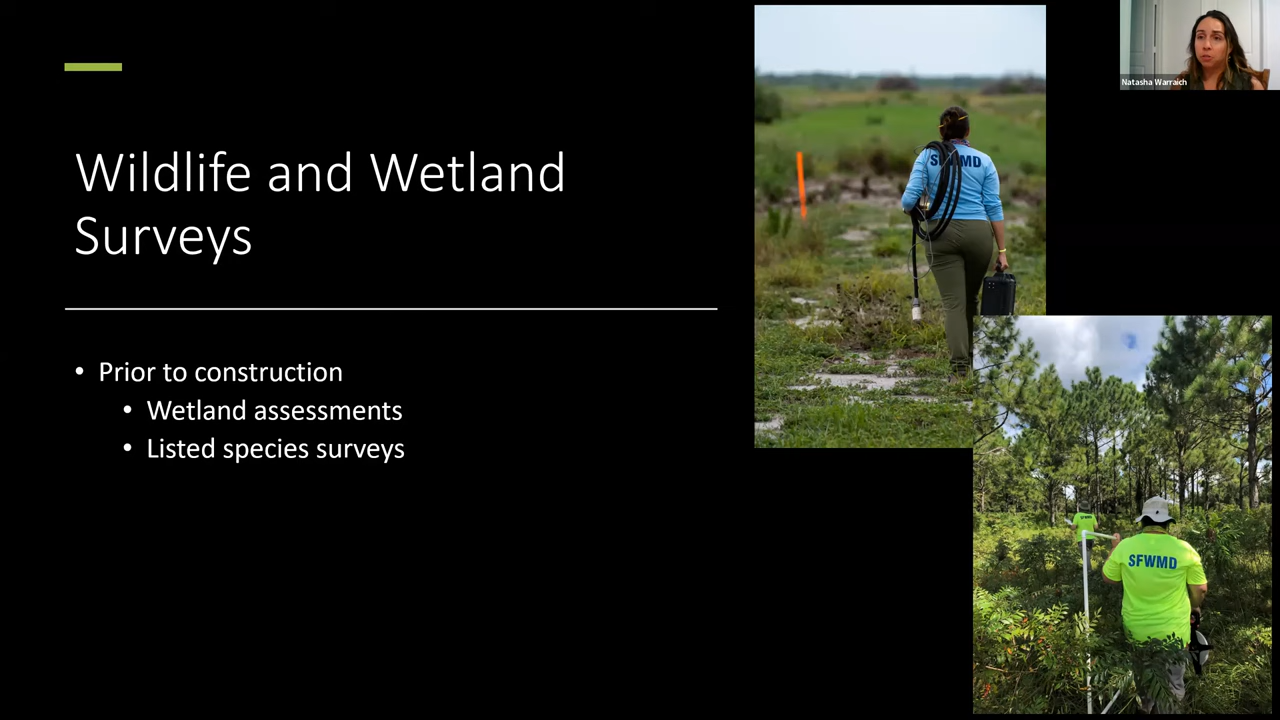 Wildlife and Wetland
Surveys
• Prior to construction
• Wetland assessments
• Listed species surveys
Natasha Warraich
SFWMD
SFWMD